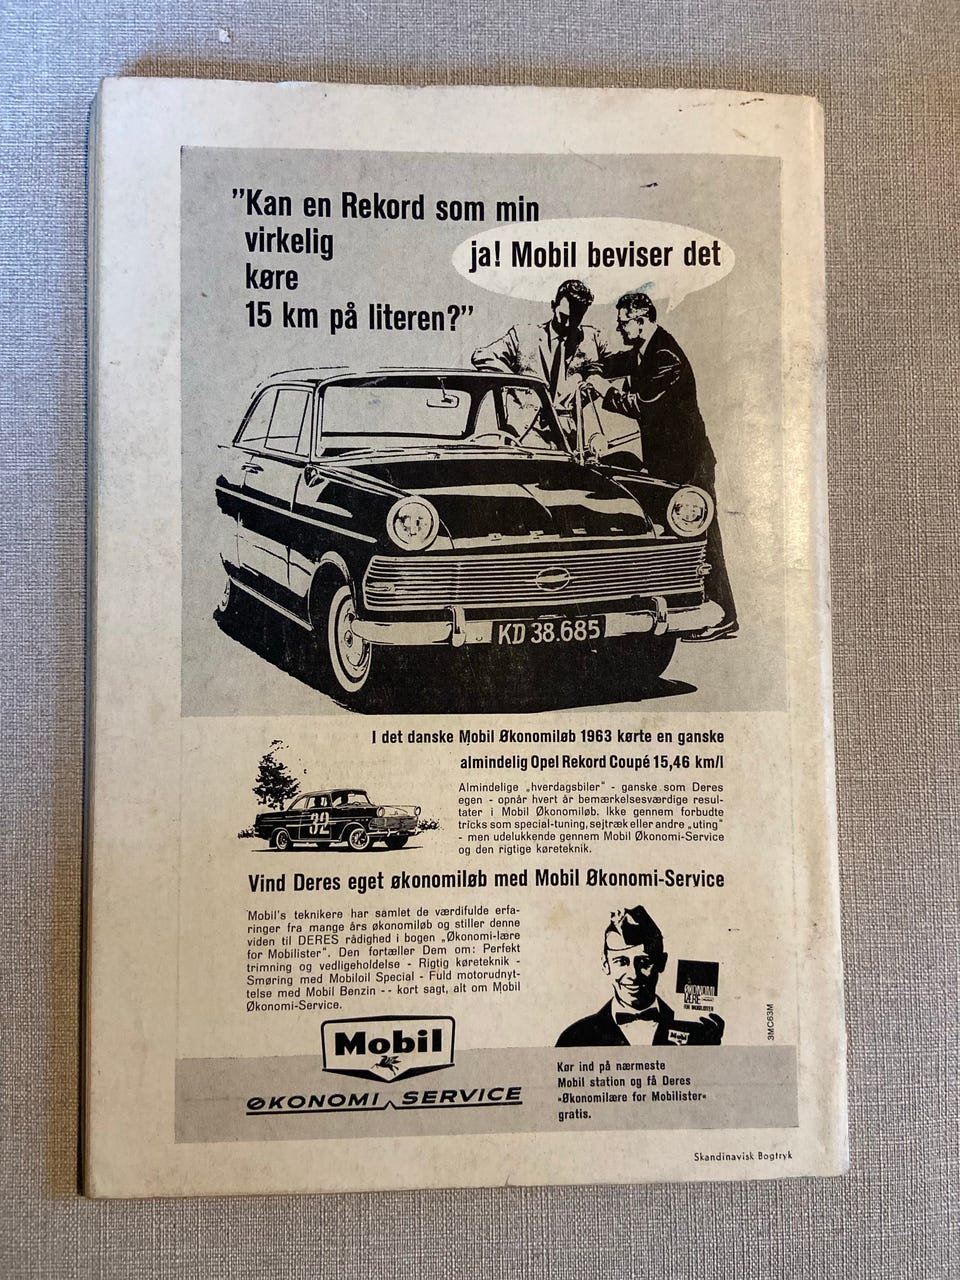 "Kan en Rekord som min
virkelig
køre
15 km på literen?"
ja! Mobil beviser det
OPEL
KD 38.685
I det danske Mobil Økonomiløb 1963 kørte en ganske
almindelig Opel Rekord Coupé 15,46 km/l
32
Almindelige „hverdagsbiler" - ganske som Deres
egen - opnår hvert år bemærkelsesværdige resul-
tater i Mobil Økonomiløb. Ikke gennem forbudte
tricks som special-tuning, sejtræk eller andre „uting"
- men udelukkende gennem Mobil Økonomi-Service
og den rigtige køreteknik.
Vind Deres eget økonomiløb med Mobil Økonomi-Service
Mobil's teknikere har samlet de værdifulde erfa-
ringer fra mange års økonomiløb og stiller denne
viden til DERES rådighed i bogen „Økonomi-lære
for Mobilister". Den fortæller Dem om: Perfekt
trimning og vedligeholdelse - Rigtig køreteknik -
Smøring med Mobiloil Special - Fuld motorudnyt-
telse med Mobil Benzin -- kort sagt, alt om Mobil
Økonomi-Service.
ØKONOMI
LÆRE
FOR MOBILISTER
Mobil
3MC63M
Mobil
ØKONOMI SERVICE
Kør ind på nærmeste
Mobil station og få Deres
»Økonomilære for Mobilister«
gratis.
Skandinavisk Bogtryk